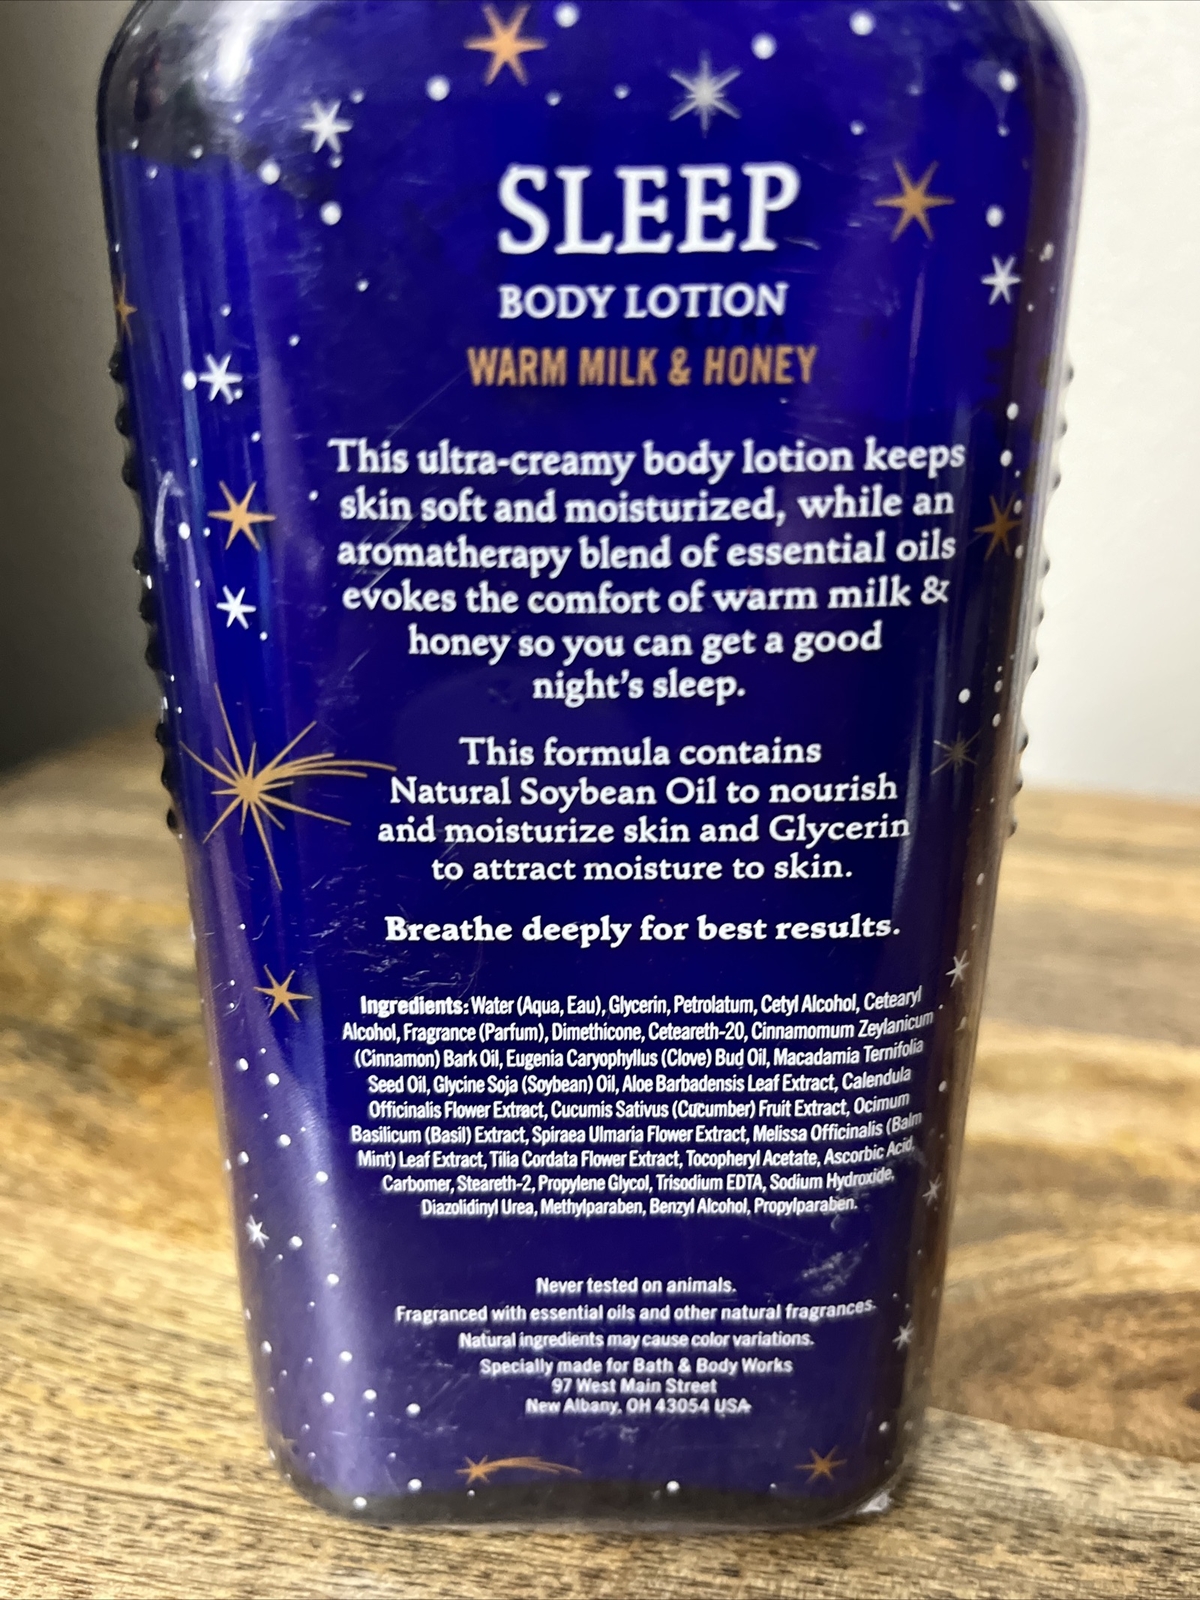 SLEEP
BODY LOTION
WARM MILK & HONEY
This ultra-creamy body lotion keeps
skin soft and moisturized, while an
aromatherapy blend of essential oils
evokes the comfort of warm milk &
honey so you can get a good
night's sleep.
This formula contains
Natural Soybean Oil to nourish
and moisturize skin and Glycerin
to attract moisture to skin.
Breathe deeply for best results.
Ingredients: Water (Aqua, Eau), Glycerin, Petrolatum, Cetyl Alcohol, Cetearyl
Alcohol, Fragrance (Parfum), Dimethicone, Ceteareth-20, Cinnamomum Zeylanicum
(Cinnamon) Bark Oil, Eugenia Caryophyllus (Clove) Bud Oil, Macadamia Ternifolia
Seed Oil, Glycine Soja (Soybean) Oil, Aloe Barbadensis Leaf Extract, Calendula
Officinalis Flower Extract, Cucumis Sativus (Cucumber) Fruit Extract, Ocimum
Basilicum (Basil) Extract, Spiraea Ulmaria Flower Extract, Melissa Officinalis (Balm
Mint) Leaf Extract, Tilia Cordata Flower Extract, Tocopheryl Acetate, Ascorbic Acid,
Carbomer, Steareth-2, Propylene Glycol, Trisodium EDTA, Sodium Hydroxide,
Diazolidinyl Urea, Methylparaben, Benzyl Alcohol, Propylparaben.
Never tested on animals.
Fragranced with essential oils and other natural fragrances.
Natural ingredients may cause color variations.
Specially made for Bath & Body Works
97 West Main Street
New Albany, OH 43054 USA